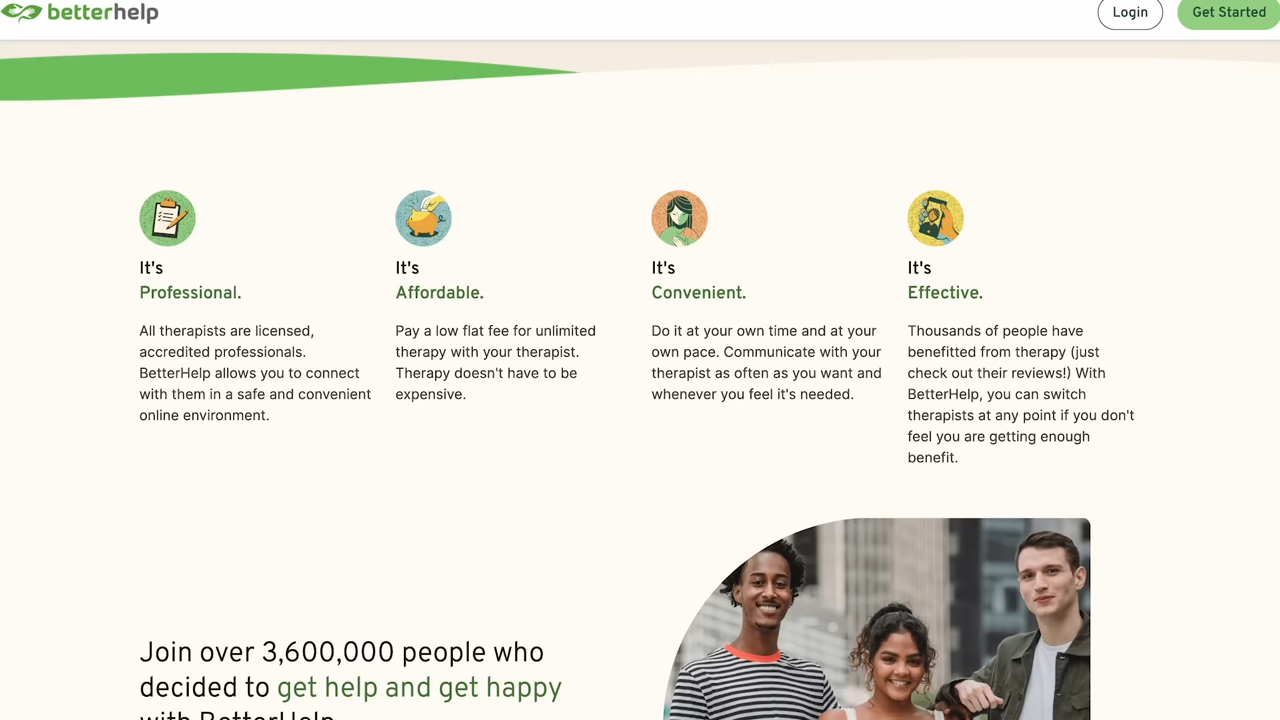 betterhelp
Login
Get Started
It's
Professional.
All therapists are licensed,
accredited professionals.
BetterHelp allows you to connect
with them in a safe and convenient
online environment.
It's
Affordable.
Pay a low flat fee for unlimited
therapy with your therapist.
Therapy doesn't have to be
expensive.
It's
Convenient.
Do it at your own time and at your
own pace. Communicate with your
therapist as often as you want and
whenever you feel it's needed.
It's
Effective.
Thousands of people have
benefitted from therapy (just
check out their reviews!) With
BetterHelp, you can switch
therapists at any point if you don't
feel you are getting enough
benefit.
Join over 3,600,000 people who
decided to get help and get happy
with BetterHelp